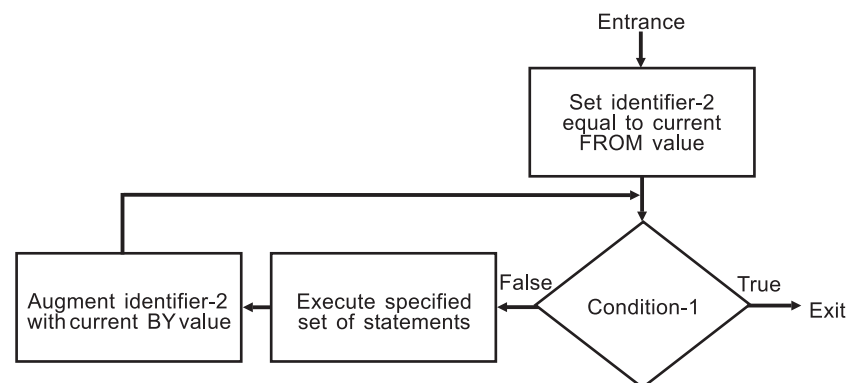 Entrance
Set identifier-2
equal to current
FROM value
False
True
Augment identifier-2
with current BY value
Execute specified
set of statements
Condition-1
Exit